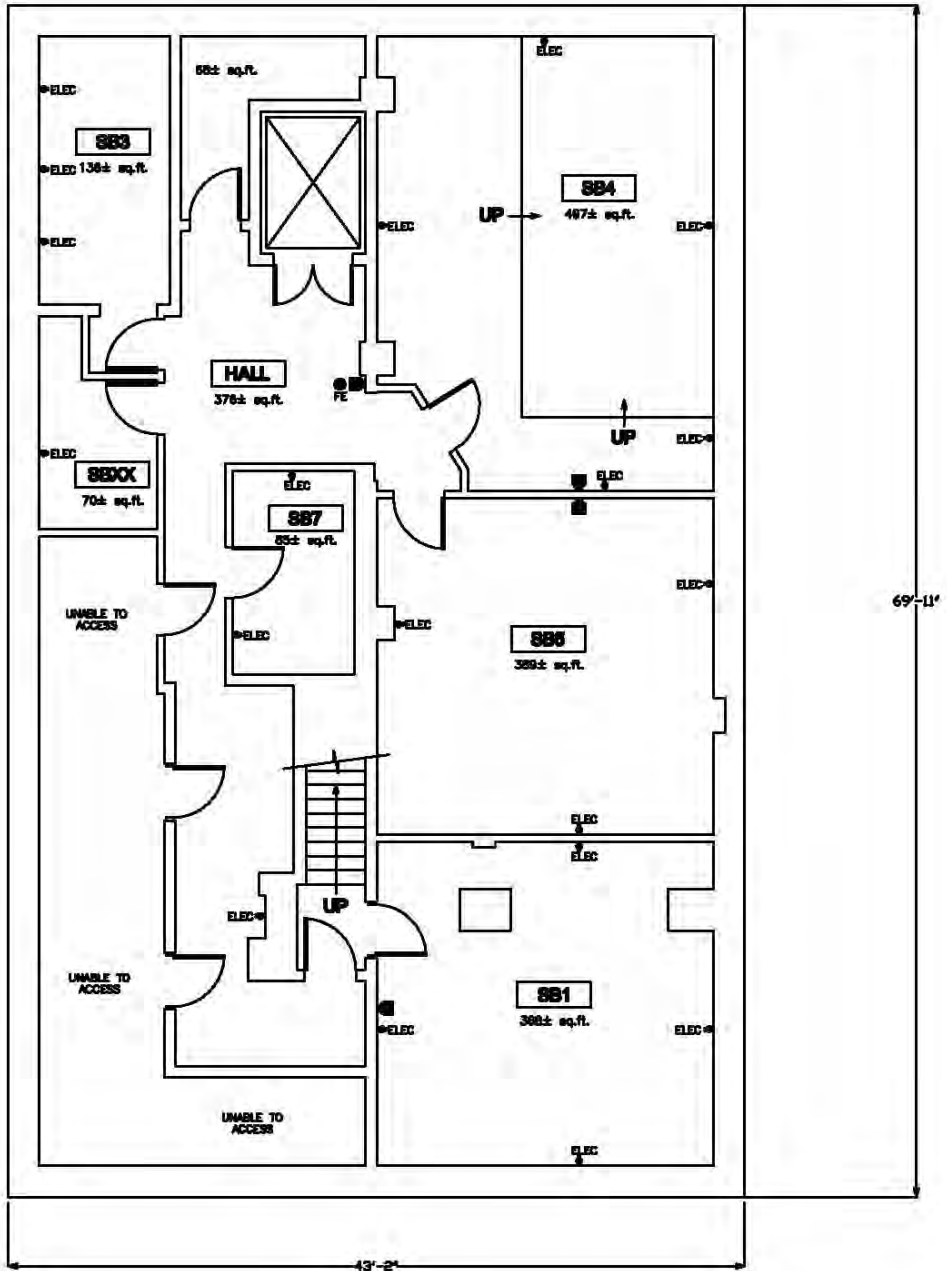 ELEC
68± sq.ft.
ELEC
SB3
ELEC
136± sq.ft.
SB4
497± sq.ft.
UP
ELEC
ELEC
ELEC
HALL
376± sq.ft.
FE
UP
ELEC
ELEC
SBXX
70± sq.ft.
ELEC
ELEC
SB7
85± sq.ft.
ELEC
69'-11"
UNABLE TO
ACCESS
ELEC
ELEC
SB6
389± sq.ft.
ELEC
ELEC
UP
ELEC
UNABLE TO
ACCESS
SB1
368± sq.ft.
ELEC
ELEC
UNABLE TO
ACCESS
ELEC
43'-2"